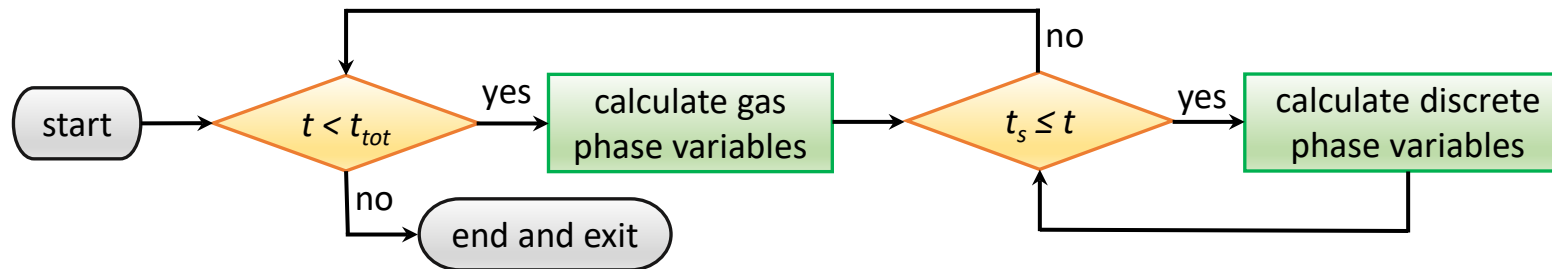 start
t < t_tot
yes
calculate gas
phase variables
t_s ≤ t
yes
calculate discrete
phase variables
no
no
end and exit